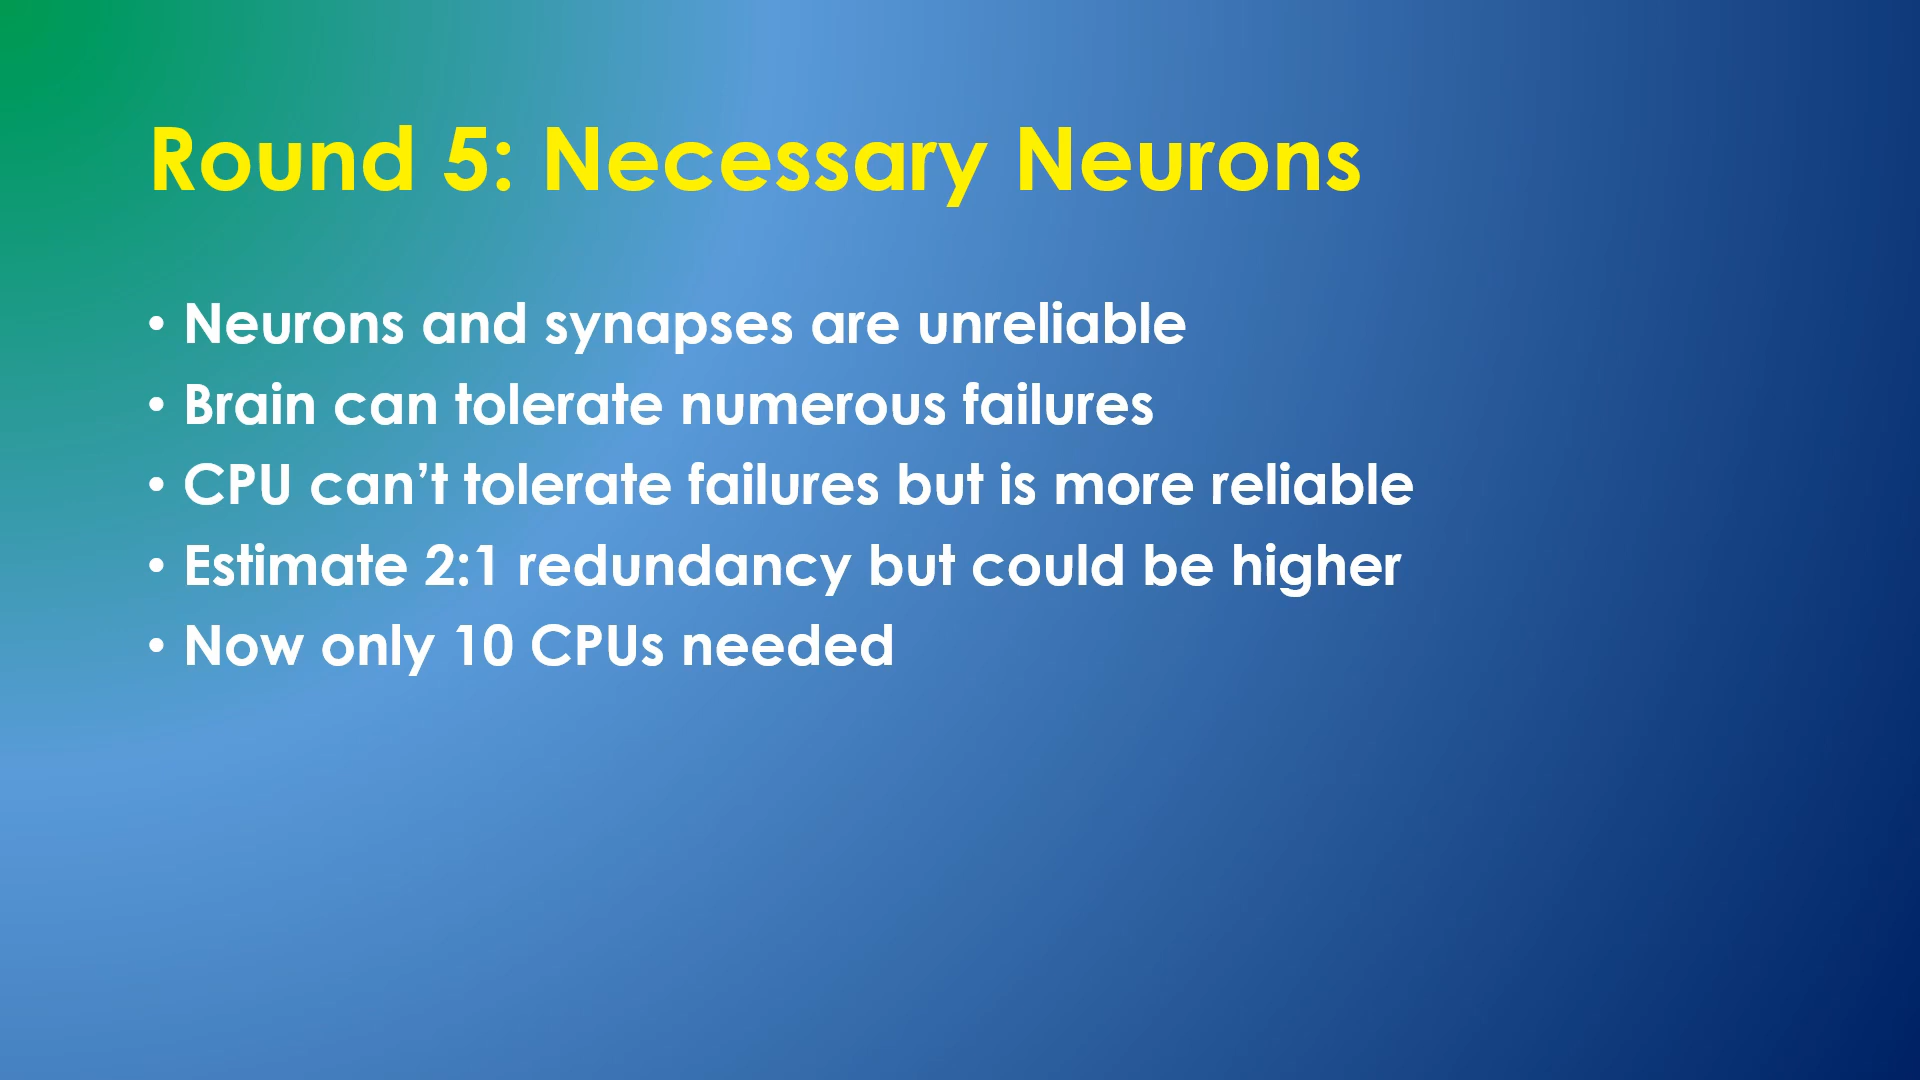 Round 5: Necessary Neurons
• Neurons and synapses are unreliable
• Brain can tolerate numerous failures
• CPU can’t tolerate failures but is more reliable
• Estimate 2:1 redundancy but could be higher
• Now only 10 CPUs needed